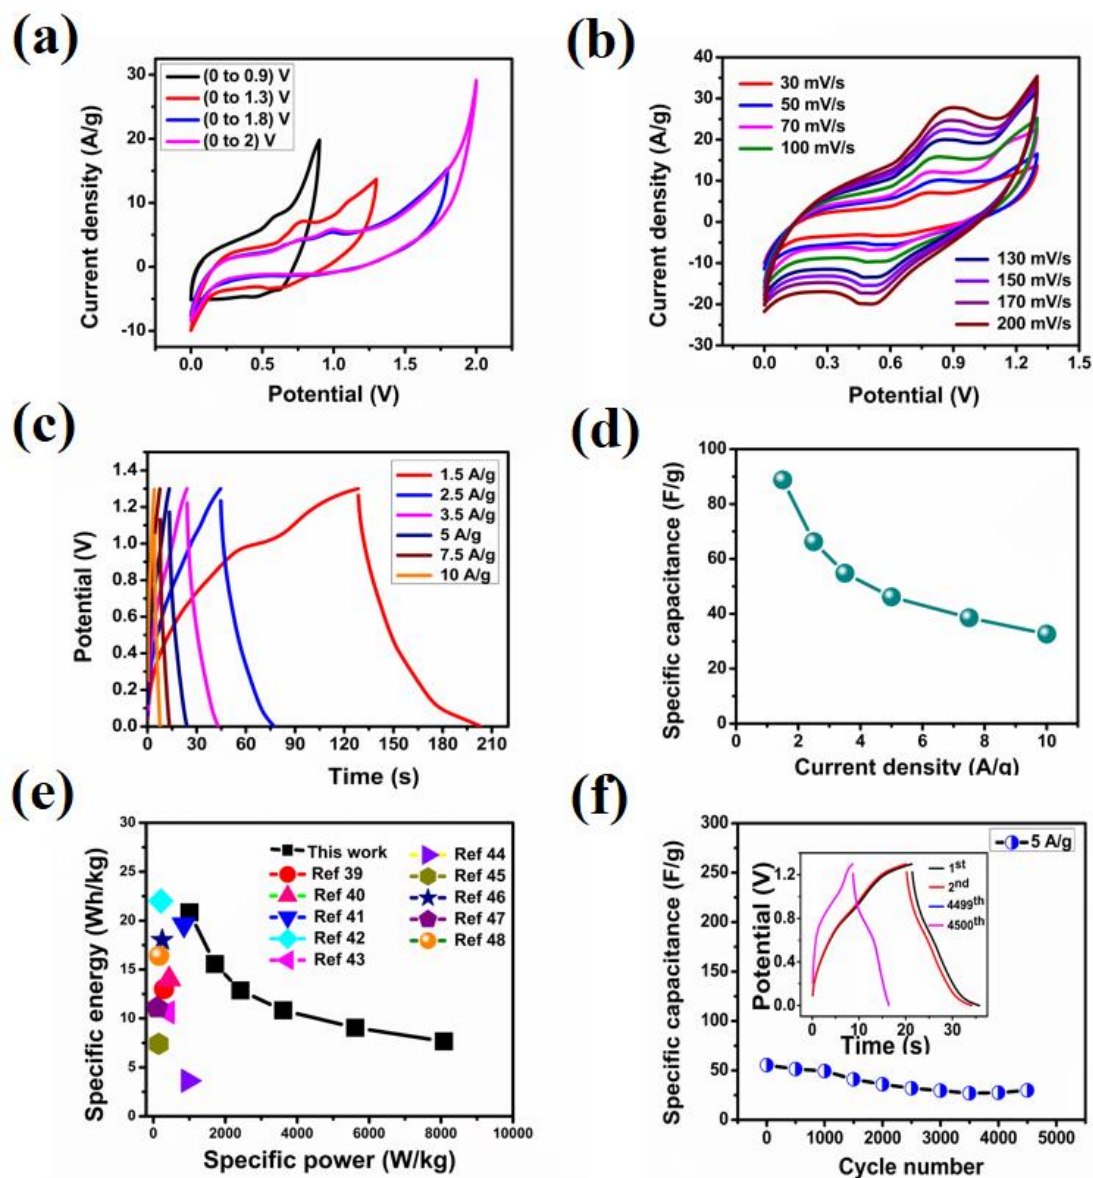 (a)
Current density (A/g)
30
20
10
0
-10
(0 to 0.9) V
(0 to 1.3) V
(0 to 1.8) V
(0 to 2) V
0.0 0.5 1.0 1.5 2.0
Potential (V)
(b)
Current density (A/g)
40
30
20
10
0
-10
-20
-30
30 mV/s
50 mV/s
70 mV/s
100 mV/s
130 mV/s
150 mV/s
170 mV/s
200 mV/s
0.0 0.3 0.6 0.9 1.2 1.5
Potential (V)
(c)
Potential (V)
1.4
1.2
1.0
0.8
0.6
0.4
0.2
0.0
1.5 A/g
2.5 A/g
3.5 A/g
5 A/g
7.5 A/g
10 A/g
0 30 60 90 120 150 180 210
Time (s)
(d)
Specific capacitance (F/g)
100
80
60
40
20
0
0 2 4 6 8 10
Current density (A/g)
(e)
Specific energy (Wh/kg)
30
25
20
15
10
5
0
This work
Ref 39
Ref 40
Ref 41
Ref 42
Ref 43
Ref 44
Ref 45
Ref 46
Ref 47
Ref 48
0 2000 4000 6000 8000 10000
Specific power (W/kg)
(f)
Specific capacitance (F/g)
300
250
200
150
100
50
0
5 A/g
Potential (V)
1.2
0.8
0.4
0.0
1st
2nd
4499th
4500th
0 10 20 30
Time (s)
0 1000 2000 3000 4000 5000
Cycle number